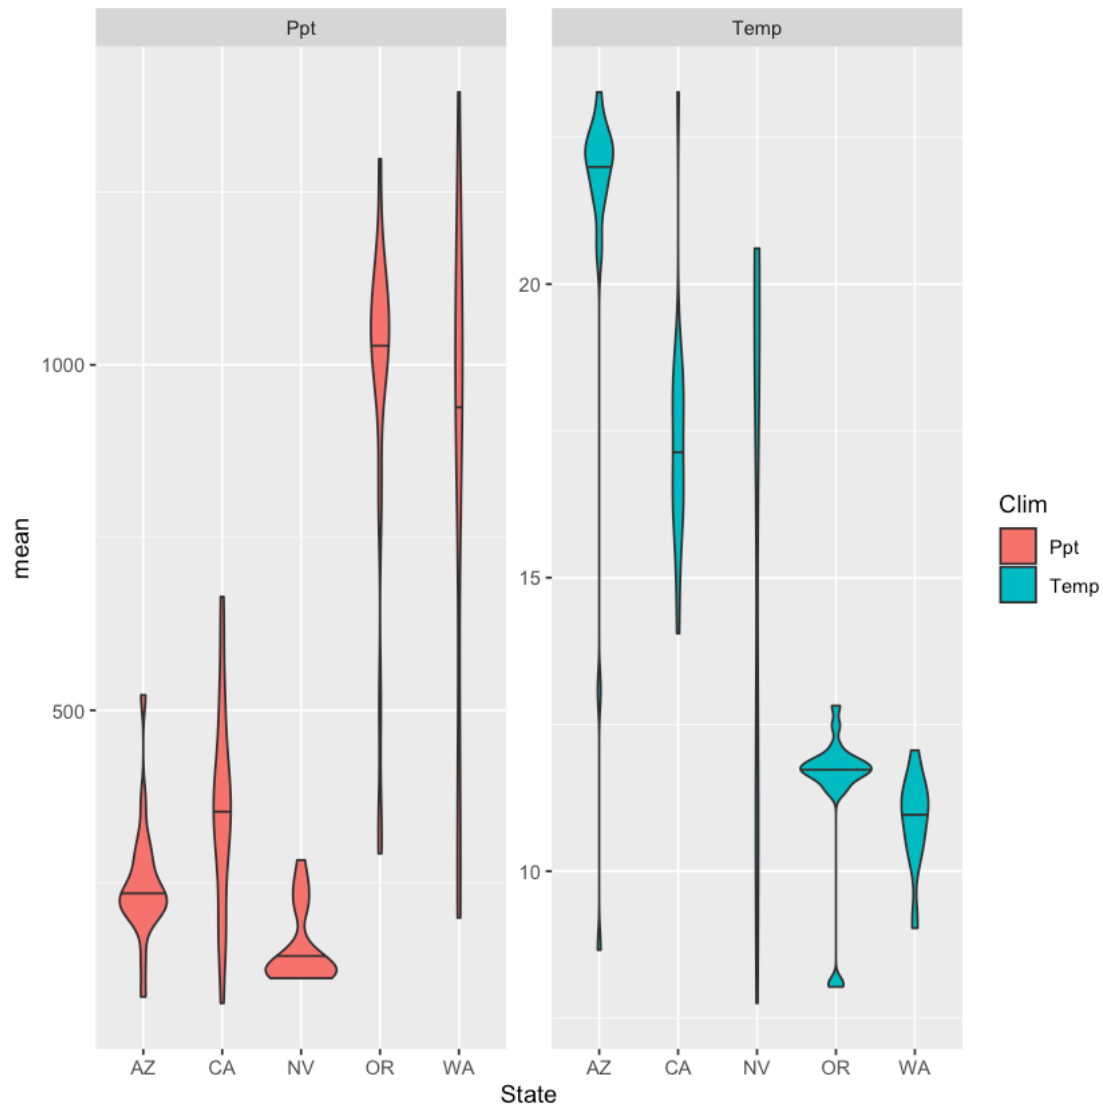 Ppt
Temp
mean
1000
500
20
15
10
AZ CA NV OR WA
AZ CA NV OR WA
State
Clim
Ppt
Temp